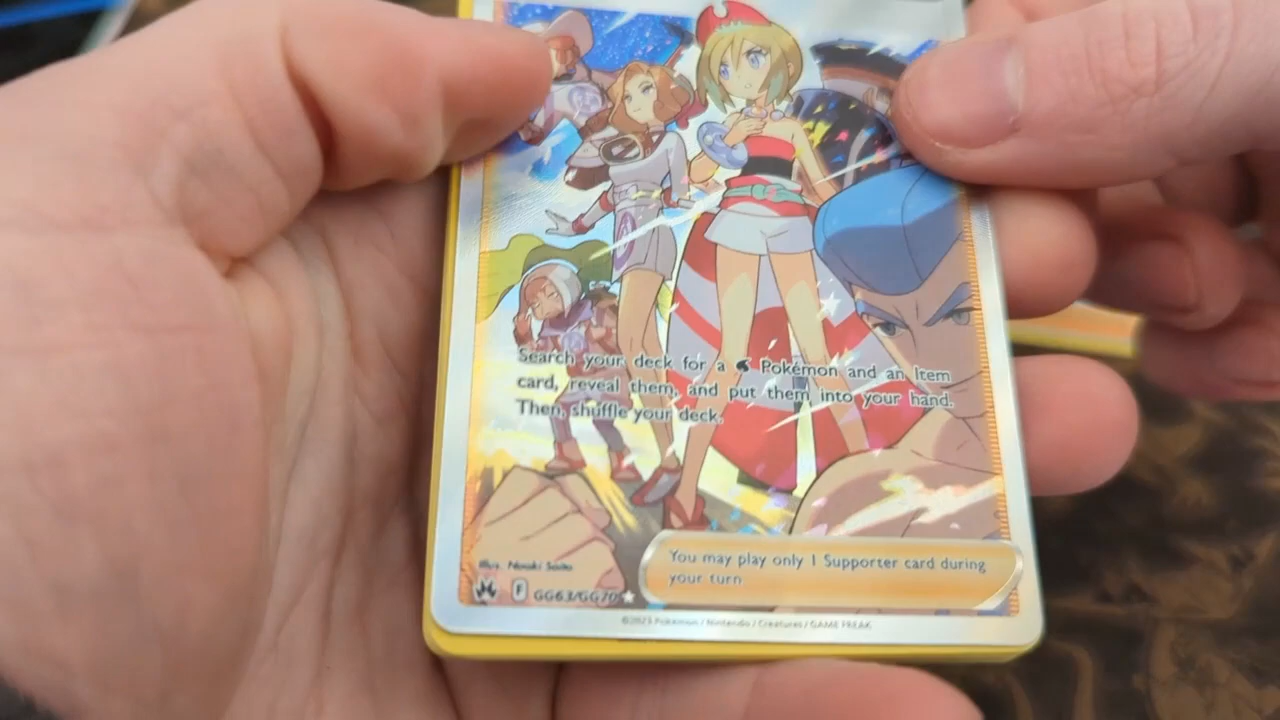 Search your deck for a Pokémon and an Item
card, reveal them, and put them into your hand.
Then, shuffle your deck.
You may play only 1 Supporter card during
your turn
Illus. Naoki Saito
F GG63/GG70
©2023 Pokémon / Nintendo / Creatures / GAME FREAK